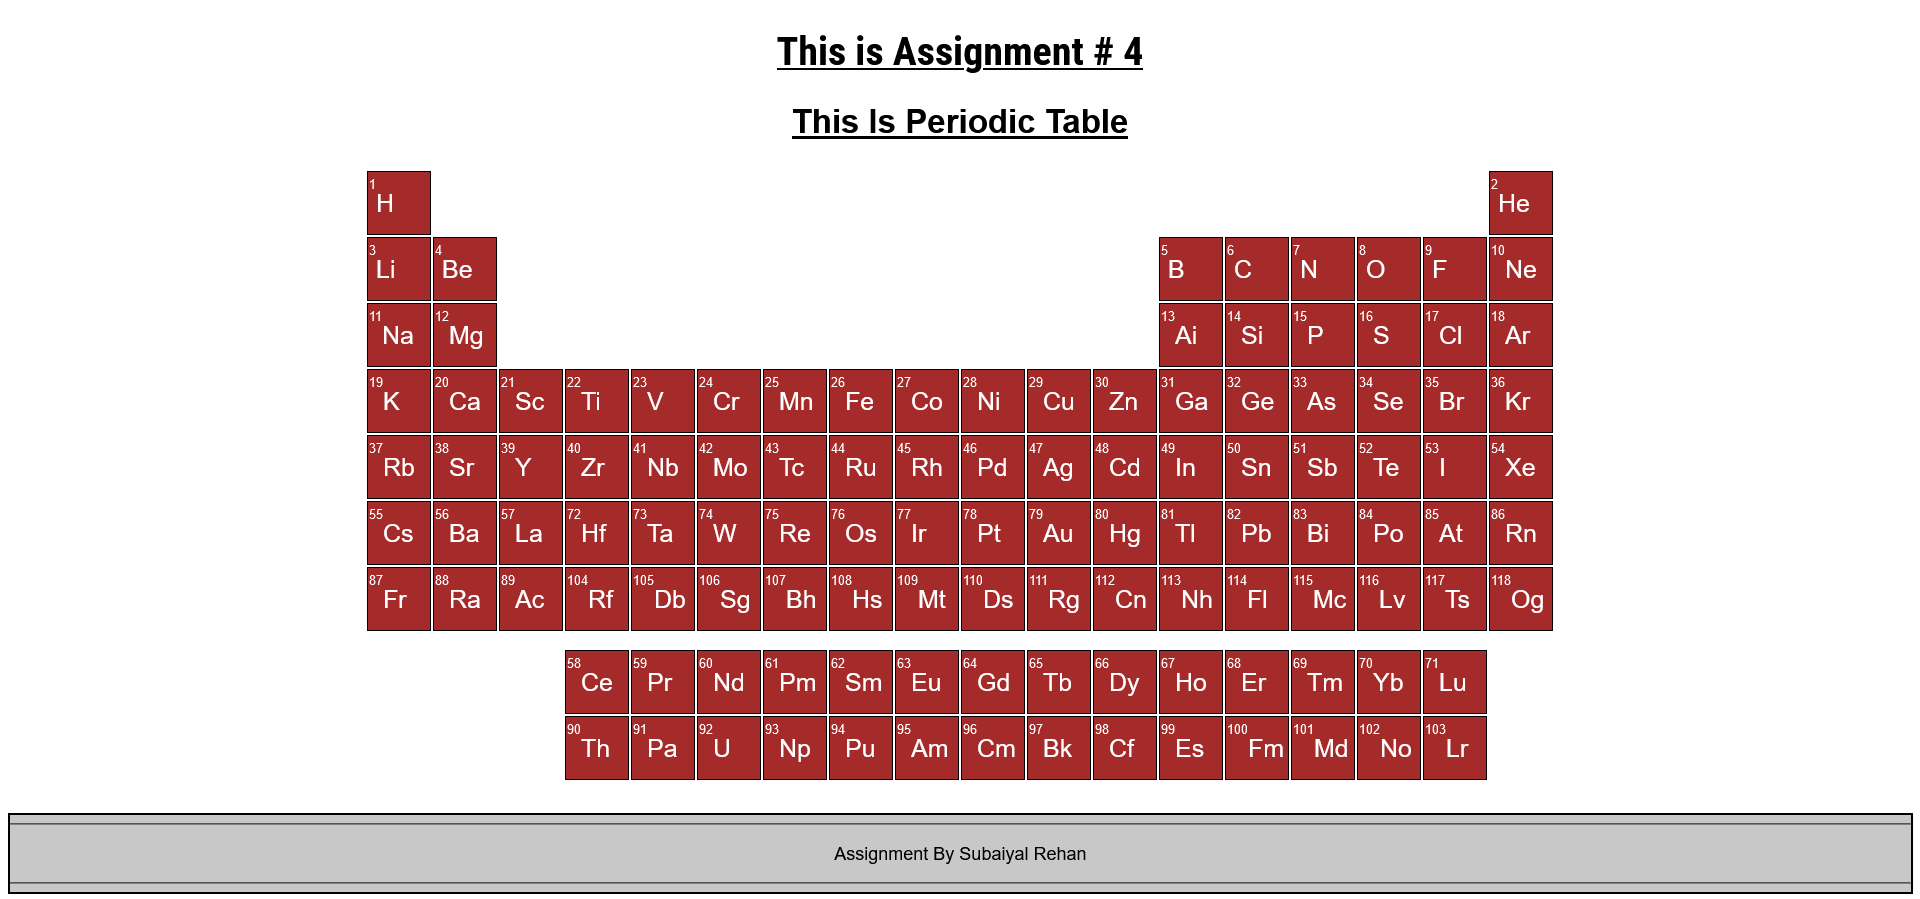 This is Assignment # 4
This Is Periodic Table
1 H 2 He
3 Li 4 Be 5 B 6 C 7 N 8 O 9 F 10 Ne
11 Na 12 Mg 13 Ai 14 Si 15 P 16 S 17 Cl 18 Ar
19 K 20 Ca 21 Sc 22 Ti 23 V 24 Cr 25 Mn 26 Fe 27 Co 28 Ni 29 Cu 30 Zn 31 Ga 32 Ge 33 As 34 Se 35 Br 36 Kr
37 Rb 38 Sr 39 Y 40 Zr 41 Nb 42 Mo 43 Tc 44 Ru 45 Rh 46 Pd 47 Ag 48 Cd 49 In 50 Sn 51 Sb 52 Te 53 I 54 Xe
55 Cs 56 Ba 57 La 72 Hf 73 Ta 74 W 75 Re 76 Os 77 Ir 78 Pt 79 Au 80 Hg 81 Tl 82 Pb 83 Bi 84 Po 85 At 86 Rn
87 Fr 88 Ra 89 Ac 104 Rf 105 Db 106 Sg 107 Bh 108 Hs 109 Mt 110 Ds 111 Rg 112 Cn 113 Nh 114 Fl 115 Mc 116 Lv 117 Ts 118 Og
58 Ce 59 Pr 60 Nd 61 Pm 62 Sm 63 Eu 64 Gd 65 Tb 66 Dy 67 Ho 68 Er 69 Tm 70 Yb 71 Lu
90 Th 91 Pa 92 U 93 Np 94 Pu 95 Am 96 Cm 97 Bk 98 Cf 99 Es 100 Fm 101 Md 102 No 103 Lr
Assignment By Subaiyal Rehan